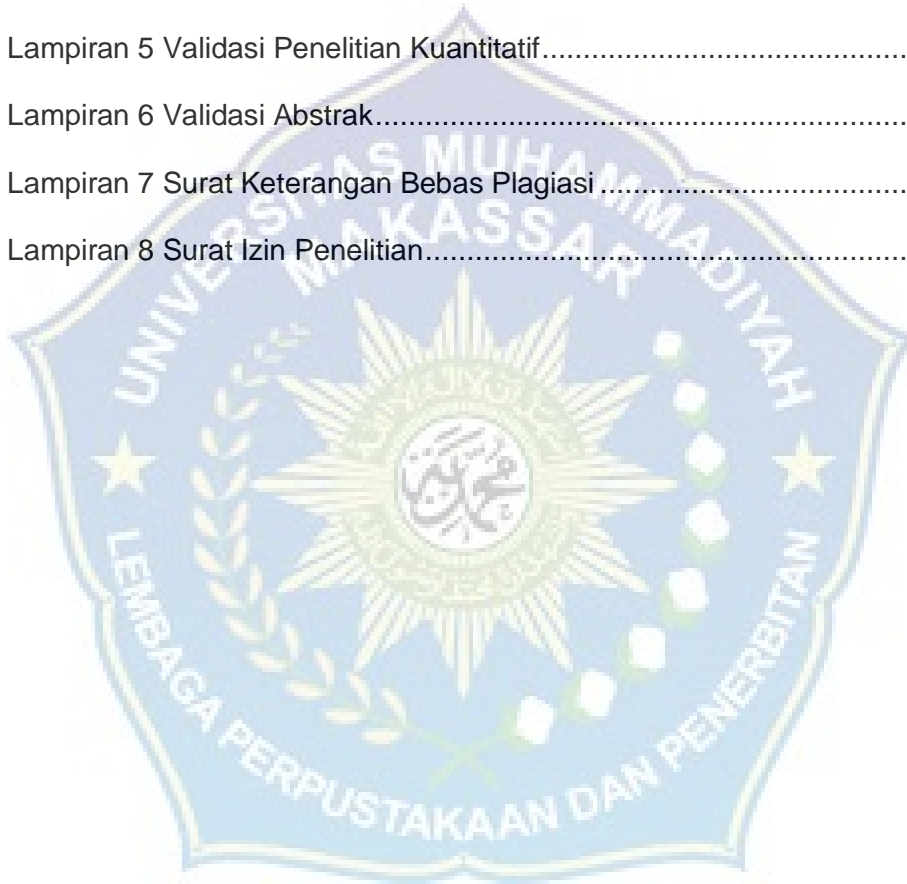 Lampiran 5 Validasi Penelitian Kuantitatif............................................
Lampiran 6 Validasi Abstrak................................................................
Lampiran 7 Surat Keterangan Bebas Plagiasi.....................................
Lampiran 8 Surat Izin Penelitian..........................................................
UNIVERSITAS MUHAMMADIYAH
MAKASSAR
LEMBAGA PERPUSTAKAAN DAN PENERBITAN